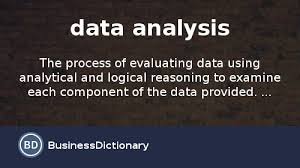 data analysis
The process of evaluating data using
analytical and logical reasoning to examine
each component of the data provided. ...
BD BusinessDictionary